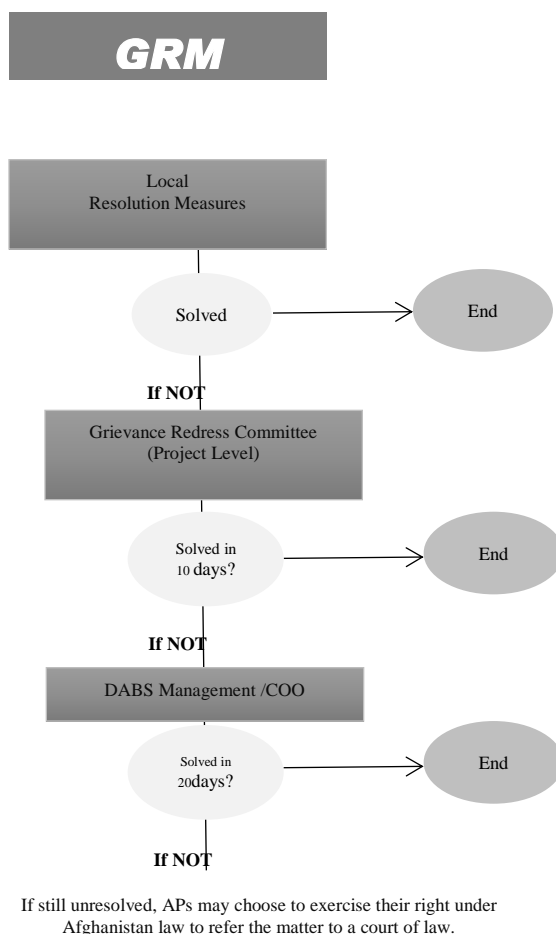 GRM
Local
Resolution Measures
Solved
End
If NOT
Grievance Redress Committee
(Project Level)
Solved in
10 days?
End
If NOT
DABS Management /COO
Solved in
20days?
End
If NOT
If still unresolved, APs may choose to exercise their right under
Afghanistan law to refer the matter to a court of law.